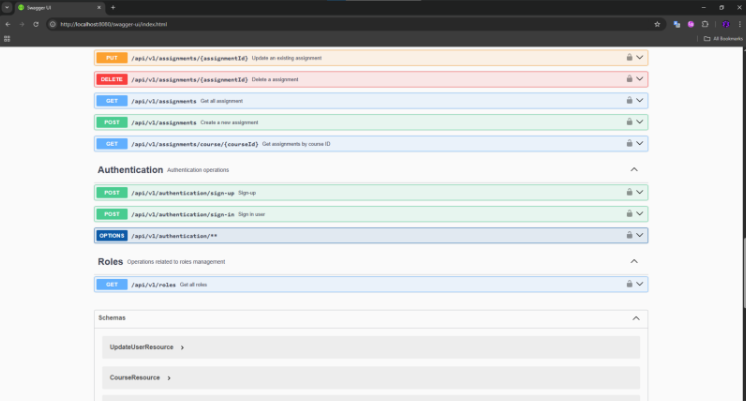 Swagger UI
http://localhost:8080/swagger-ui/index.html
All Bookmarks
PUT /api/v1/assignments/{assignmentId} Update an existing assignment
DELETE /api/v1/assignments/{assignmentId} Delete a assignment
GET /api/v1/assignments Get all assignment
POST /api/v1/assignments Create a new assignment
GET /api/v1/assignments/course/{courseId} Get assignments by course ID
Authentication Authentication operations
POST /api/v1/authentication/sign-up Sign-up
POST /api/v1/authentication/sign-in Sign in user
OPTIONS /api/v1/authentication/**
Roles Operations related to roles management
GET /api/v1/roles Get all roles
Schemas
UpdateUserResource
CourseResource